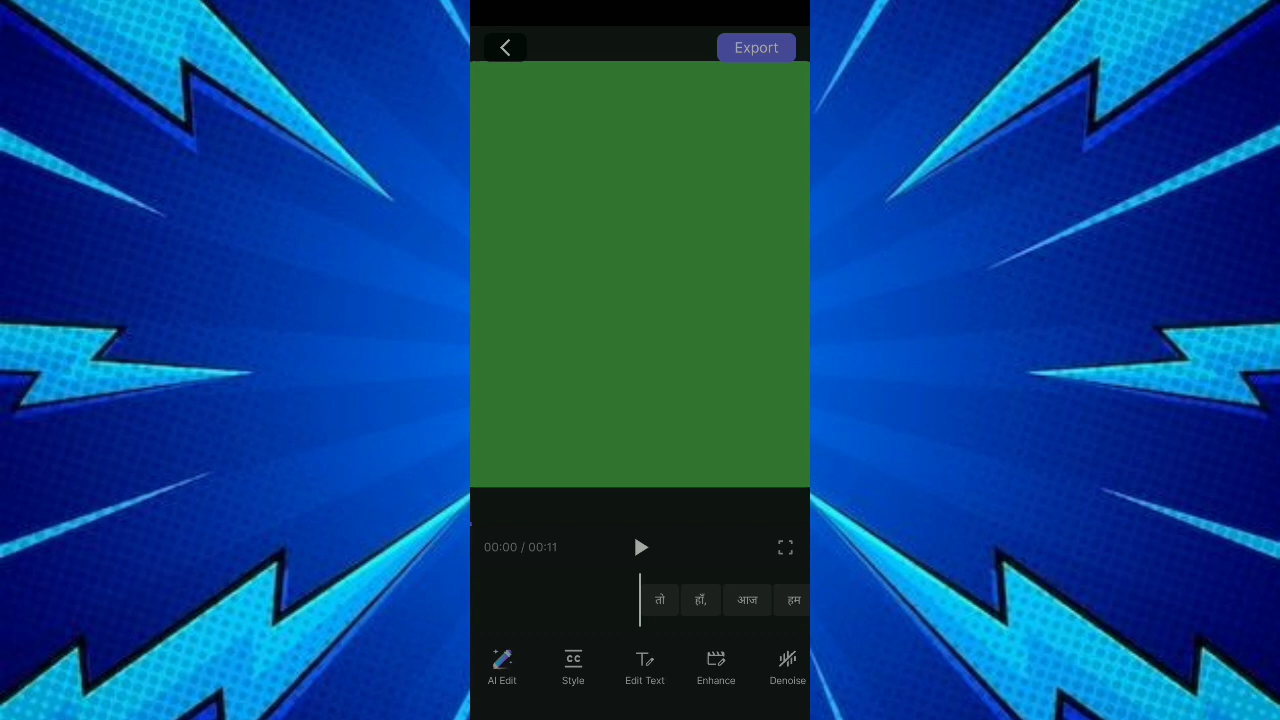 Export
00:00 / 00:11
तो हाँ, आज हम
AI Edit Style Edit Text Enhance Denoise